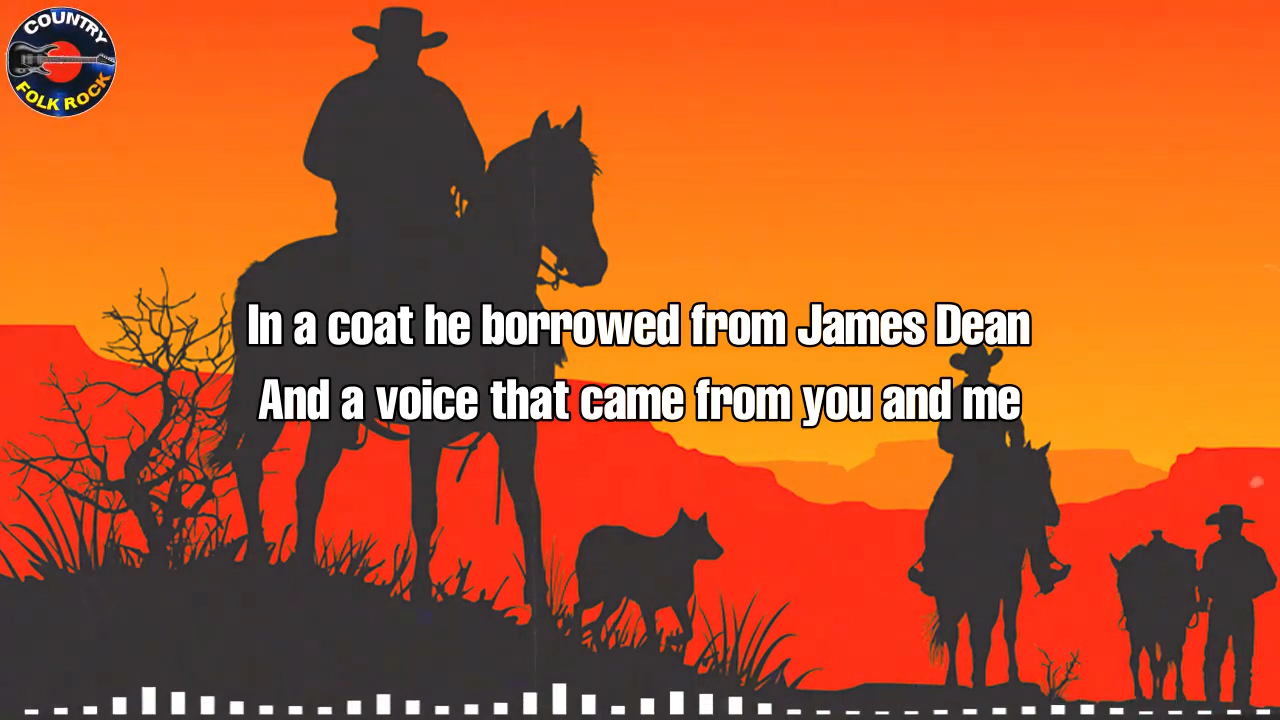 COUNTRY
FOLK ROCK
In a coat he borrowed from James Dean
And a voice that came from you and me